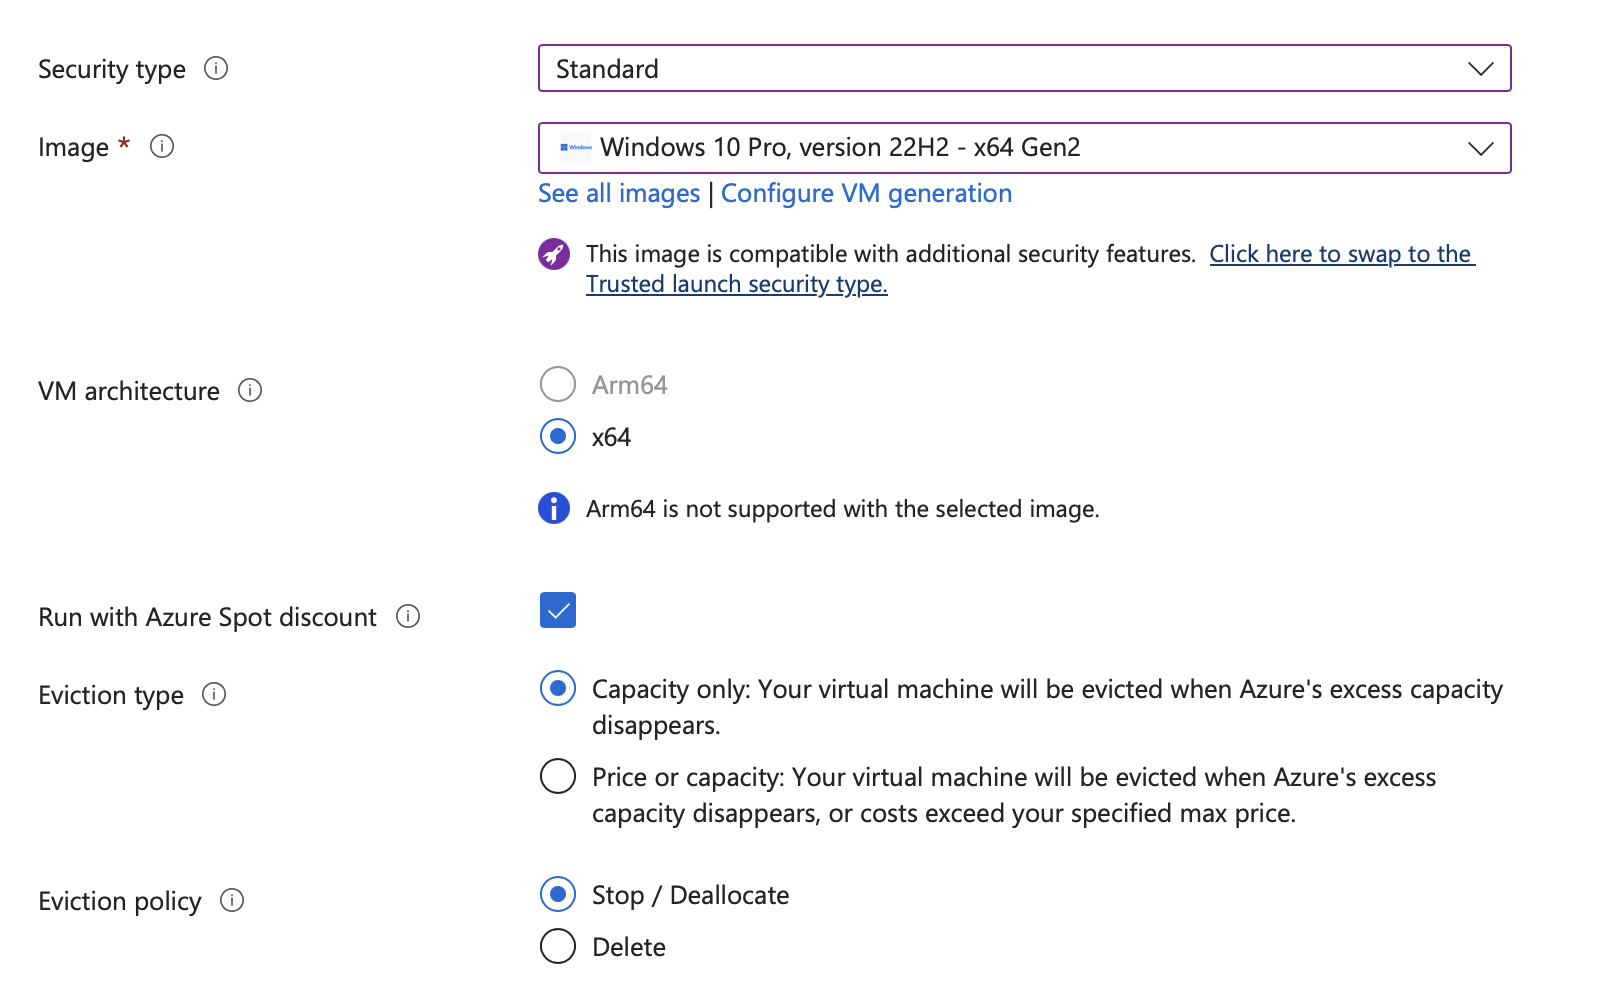 Security type
Standard
Image *
Windows Windows 10 Pro, version 22H2 - x64 Gen2
See all images | Configure VM generation
This image is compatible with additional security features. Click here to swap to the
Trusted launch security type.
VM architecture
Arm64
x64
Arm64 is not supported with the selected image.
Run with Azure Spot discount
Eviction type
Capacity only: Your virtual machine will be evicted when Azure's excess capacity
disappears.
Price or capacity: Your virtual machine will be evicted when Azure's excess
capacity disappears, or costs exceed your specified max price.
Eviction policy
Stop / Deallocate
Delete